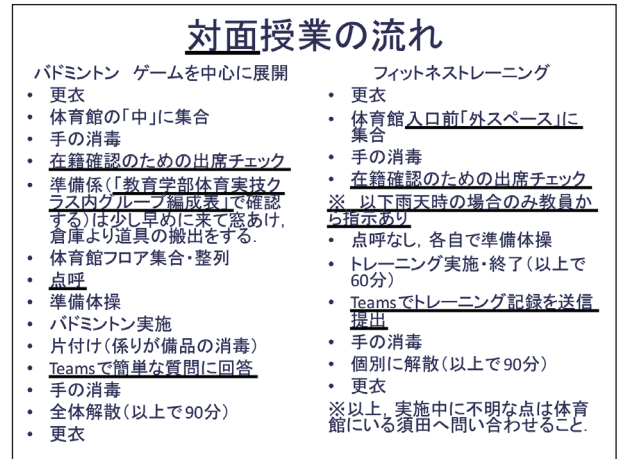 対面授業の流れ
バドミントン　ゲームを中心に展開
• 更衣
• 体育館の「中」に集合
• 手の消毒
• 在籍確認のための出席チェック
• 準備係(「教育学部体育実技ク
ラス内グループ編成表」で確認
する)は少し早めに来て窓あけ,
倉庫より道具の搬出をする.
• 体育館フロア集合・整列
• 点呼
• 準備体操
• バドミントン実施
• 片付け(係りが備品の消毒)
• Teamsで簡単な質問に回答
• 手の消毒
• 全体解散(以上で90分)
• 更衣
フィットネストレーニング
• 更衣
• 体育館入口前「外スペース」に
集合
• 手の消毒
• 在籍確認のための出席チェック
※　以下雨天時の場合のみ教員か
ら指示あり
• 点呼なし, 各自で準備体操
• トレーニング実施・終了(以上で
60分)
• Teamsでトレーニング記録を送信
提出
• 手の消毒
• 個別に解散(以上で90分)
• 更衣
※以上, 実施中に不明な点は体育
館にいる須田へ問い合わせること.